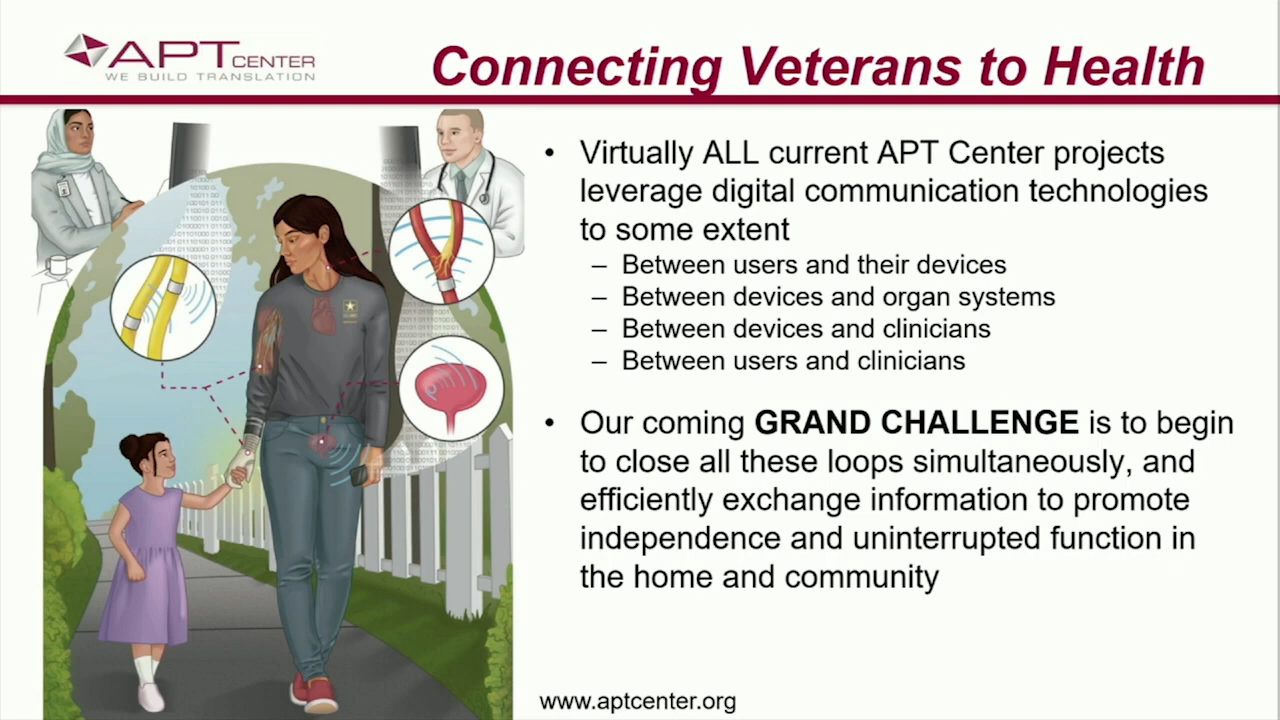 APT CENTER
WE BUILD TRANSLATION
Connecting Veterans to Health
• Virtually ALL current APT Center projects
leverage digital communication technologies
to some extent
– Between users and their devices
– Between devices and organ systems
– Between devices and clinicians
– Between users and clinicians
• Our coming GRAND CHALLENGE is to begin
to close all these loops simultaneously, and
efficiently exchange information to promote
independence and uninterrupted function in
the home and community
www.aptcenter.org